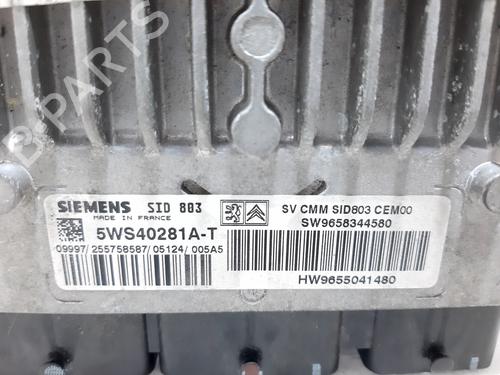 SIEMENS SID 803
MADE IN FRANCE
5WS40281A-T
09997/255758587/05124/005A5
SV CMM SID803 CEM00
SW9658344580
HW9655041480
B-Parts